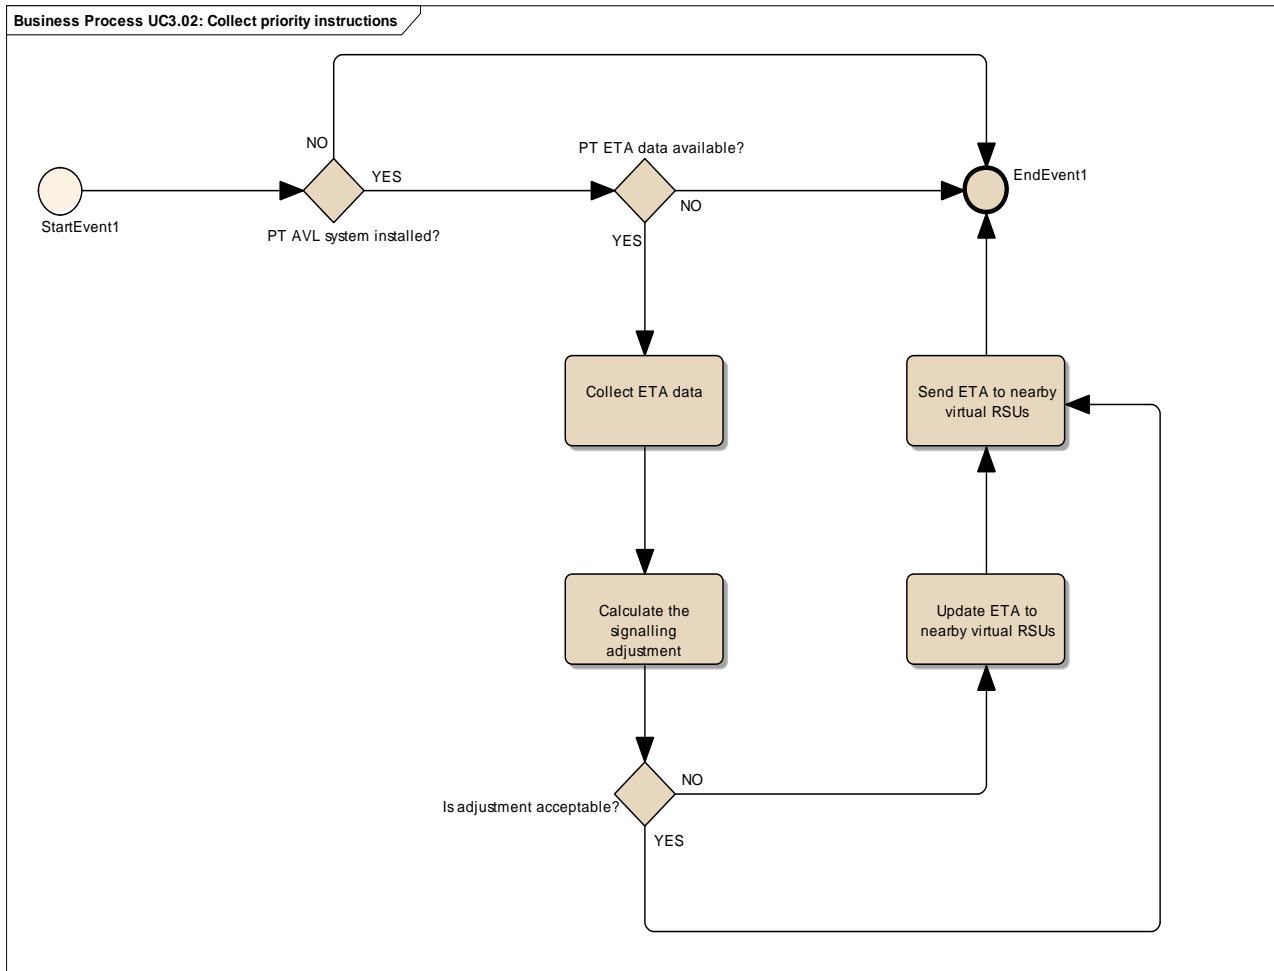 Business Process UC3.02: Collect priority instructions
NO
PT ETA data available?
YES
EndEvent1
NO
StartEvent1
PT AVL system installed?
YES
Collect ETA data
Send ETA to nearby
virtual RSUs
Calculate the
signalling
adjustment
Update ETA to
nearby virtual RSUs
NO
Is adjustment acceptable?
YES